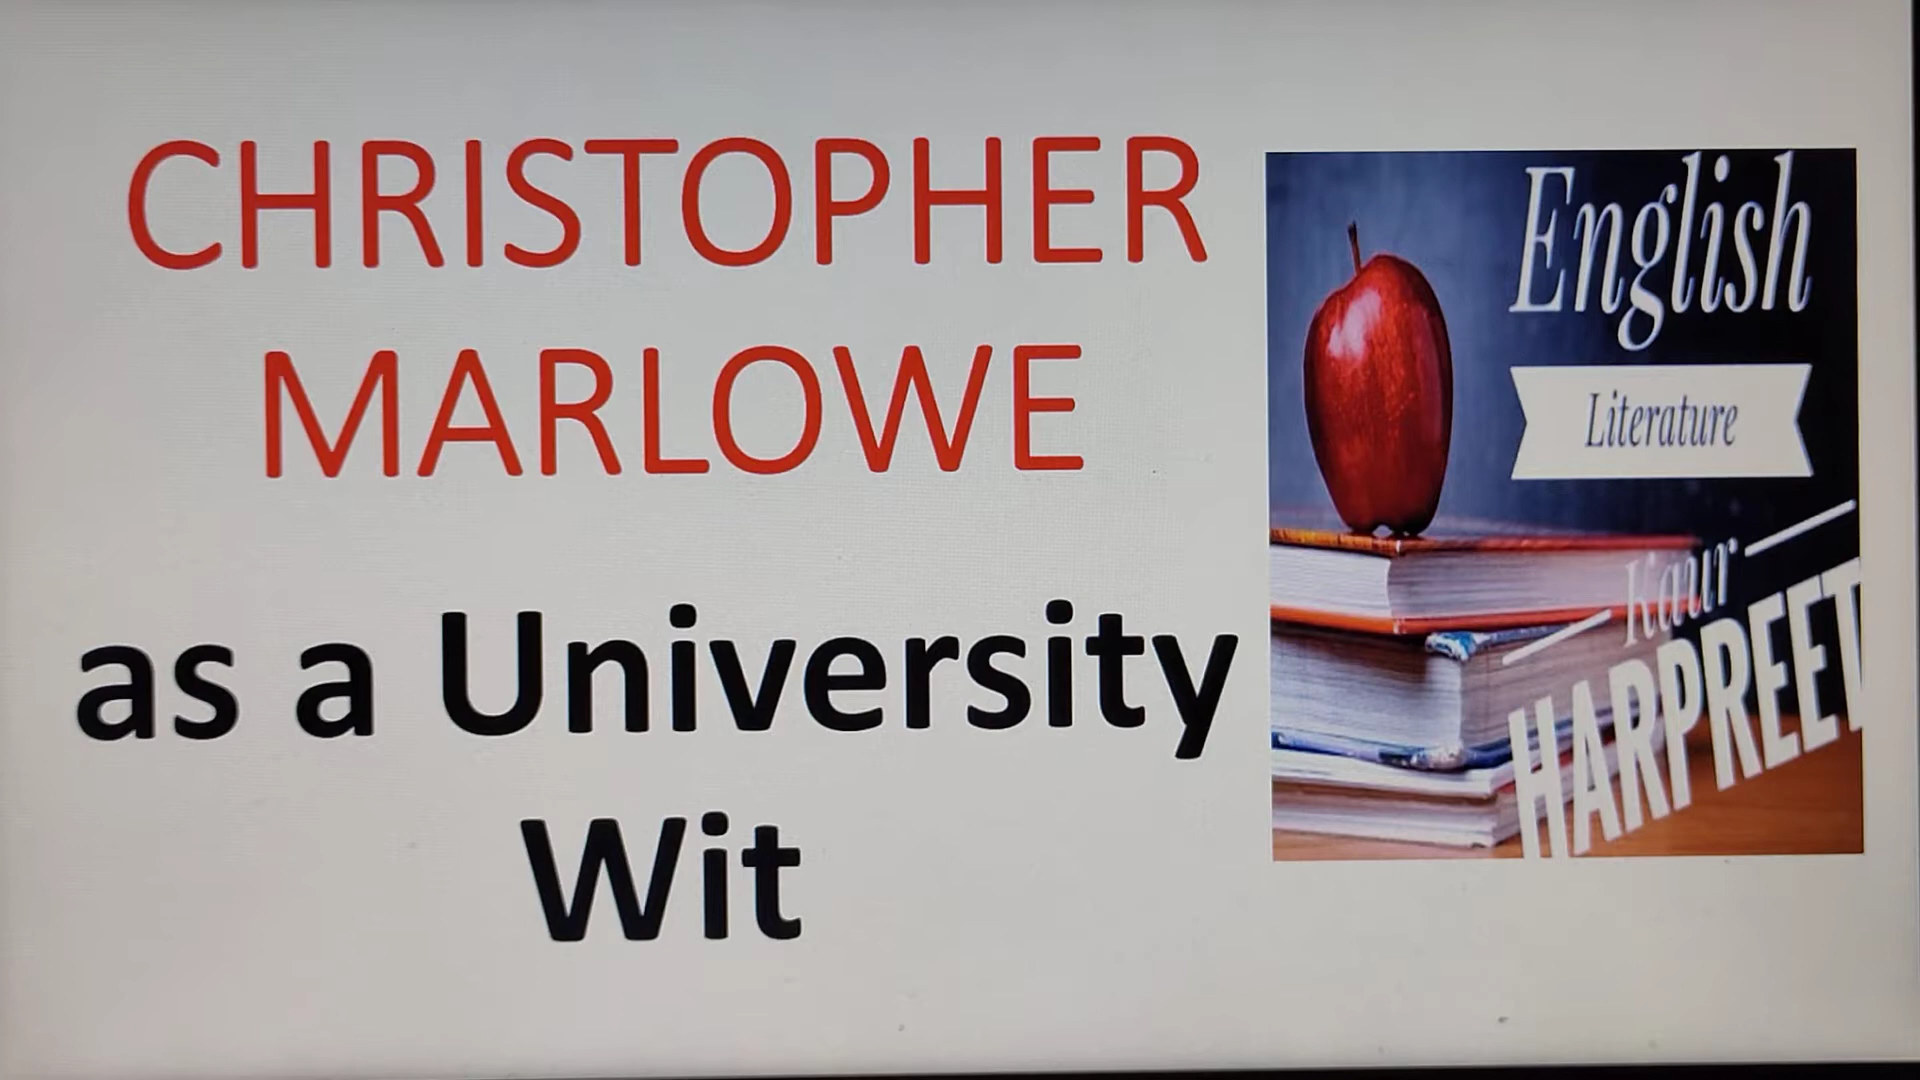 CHRISTOPHER
MARLOWE
as a University
Wit
English
Literature
Kaur
HARPREET